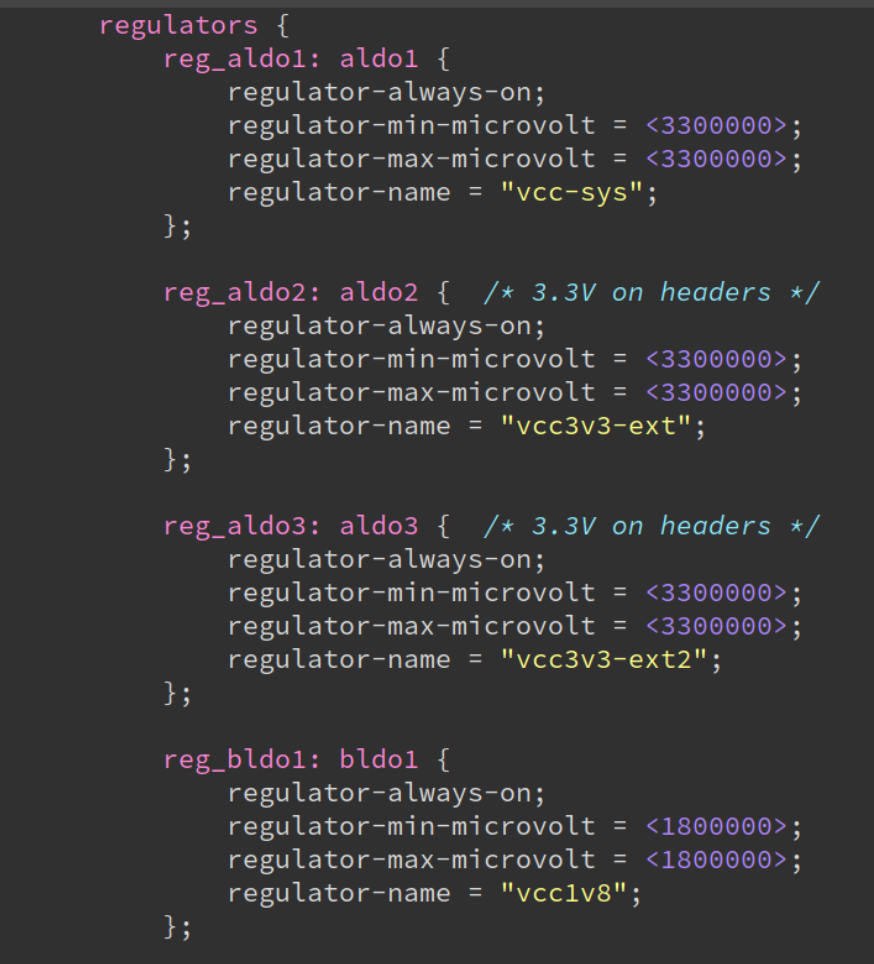 regulators {
reg_aldo1: aldo1 {
regulator-always-on;
regulator-min-microvolt = <3300000>;
regulator-max-microvolt = <3300000>;
regulator-name = "vcc-sys";
};
reg_aldo2: aldo2 { /* 3.3V on headers */
regulator-always-on;
regulator-min-microvolt = <3300000>;
regulator-max-microvolt = <3300000>;
regulator-name = "vcc3v3-ext";
};
reg_aldo3: aldo3 { /* 3.3V on headers */
regulator-always-on;
regulator-min-microvolt = <3300000>;
regulator-max-microvolt = <3300000>;
regulator-name = "vcc3v3-ext2";
};
reg_bldo1: bldo1 {
regulator-always-on;
regulator-min-microvolt = <1800000>;
regulator-max-microvolt = <1800000>;
regulator-name = "vcc1v8";
};